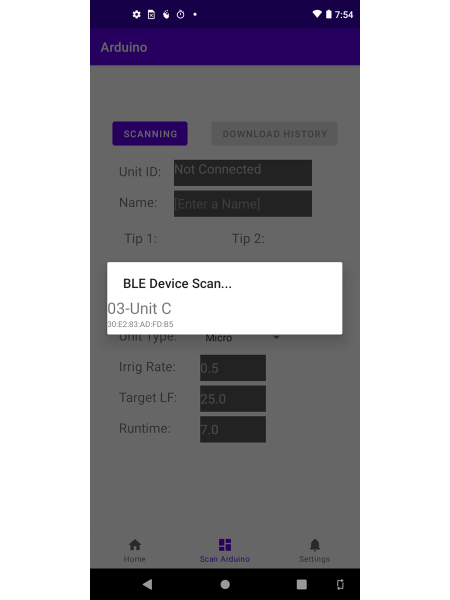 7:54
Arduino
SCANNING
DOWNLOAD HISTORY
Unit ID: Not Connected
Name: [Enter a Name]
Tip 1: Tip 2:
BLE Device Scan...
03-Unit C
30:E2:83:AD:FD:B5
Unit Type: Micro
Irrig Rate: 0.5
Target LF: 25.0
Runtime: 7.0
Home
Scan Arduino
Settings